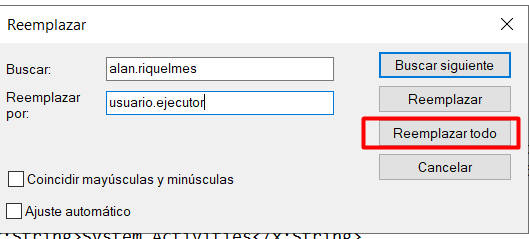 Reemplazar
Buscar:
alan.riquelmes
Buscar siguiente
Reemplazar
por:
usuario.ejecutor
Reemplazar
Reemplazar todo
Cancelar
Coincidir mayúsculas y minúsculas
Ajuste automático
:String>System.Activities</x:String>